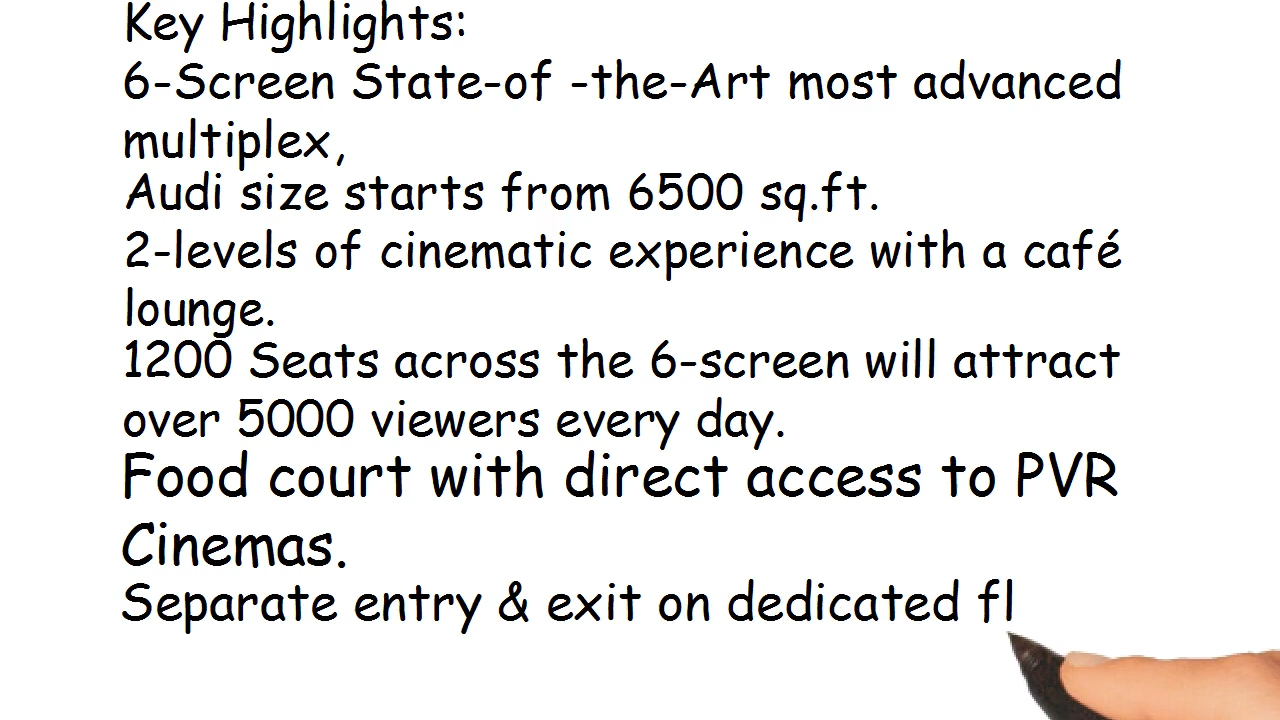 Key Highlights:
6-Screen State-of -the-Art most advanced
multiplex,
Audi size starts from 6500 sq.ft.
2-levels of cinematic experience with a café
lounge.
1200 Seats across the 6-screen will attract
over 5000 viewers every day.
Food court with direct access to PVR
Cinemas.
Separate entry & exit on dedicated fl